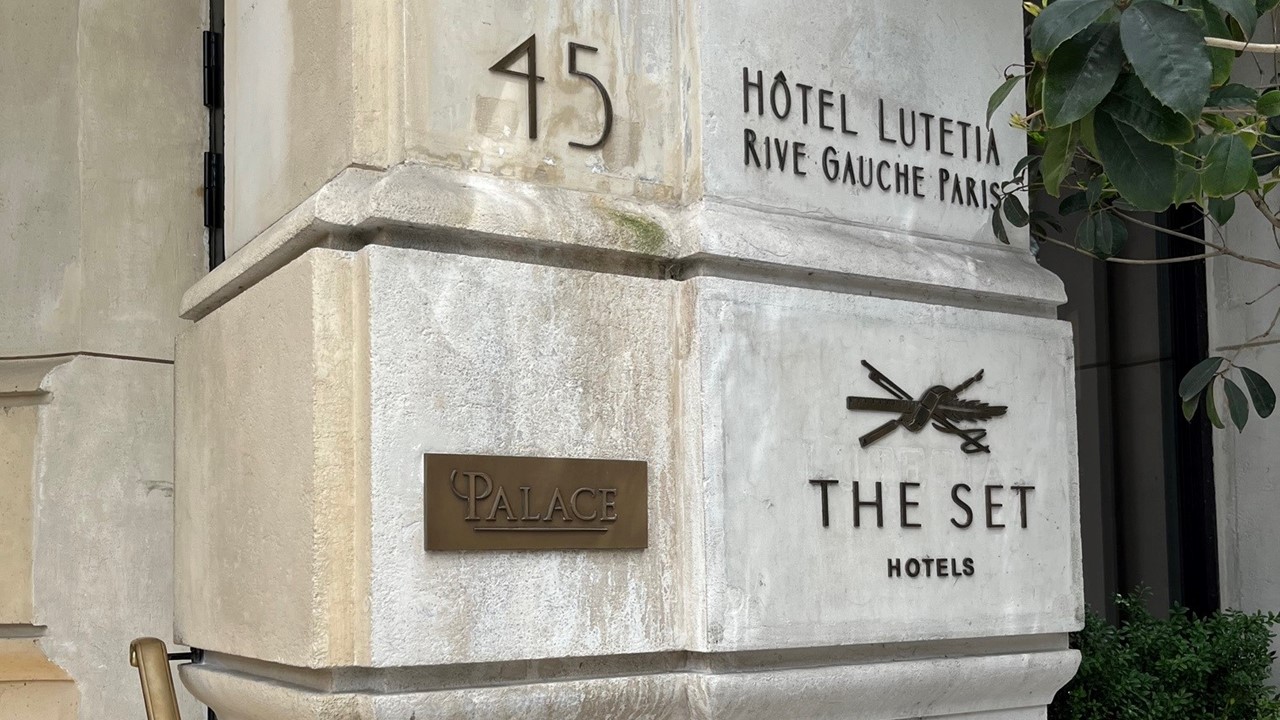 45
HÔTEL LUTETIA
RIVE GAUCHE PARIS
PALACE
THE SET
HOTELS